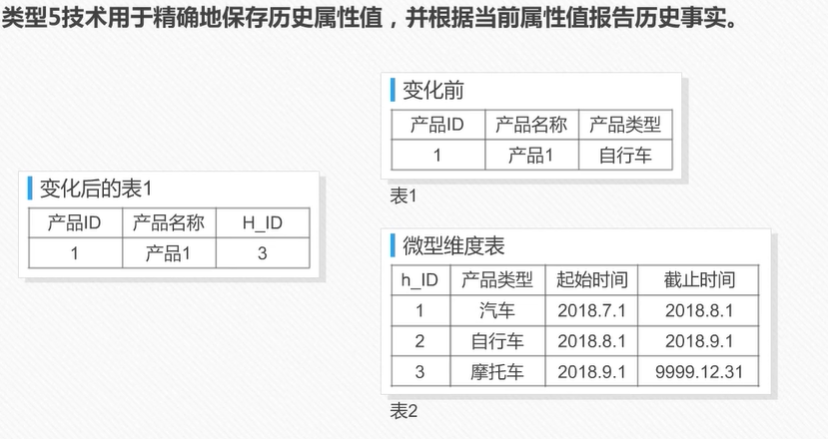 类型5技术用于精确地保存历史属性值，并根据当前属性值报告历史事实。
变化前
产品ID 产品名称 产品类型
1 产品1 自行车
表1
变化后的表1
产品ID 产品名称 H_ID
1 产品1 3
微型维度表
h_ID 产品类型 起始时间 截止时间
1 汽车 2018.7.1 2018.8.1
2 自行车 2018.8.1 2018.9.1
3 摩托车 2018.9.1 9999.12.31
表2